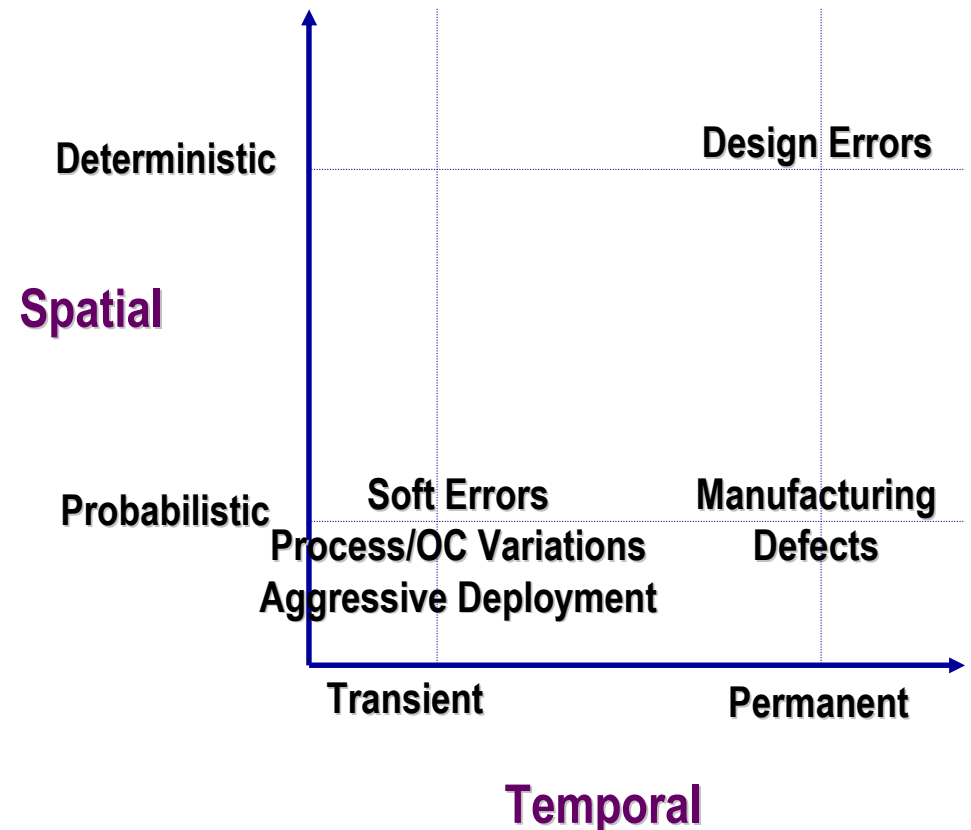 Deterministic
Design Errors
Spatial
Probabilistic
Soft Errors
Process/OC Variations
Aggressive Deployment
Manufacturing
Defects
Transient
Permanent
Temporal